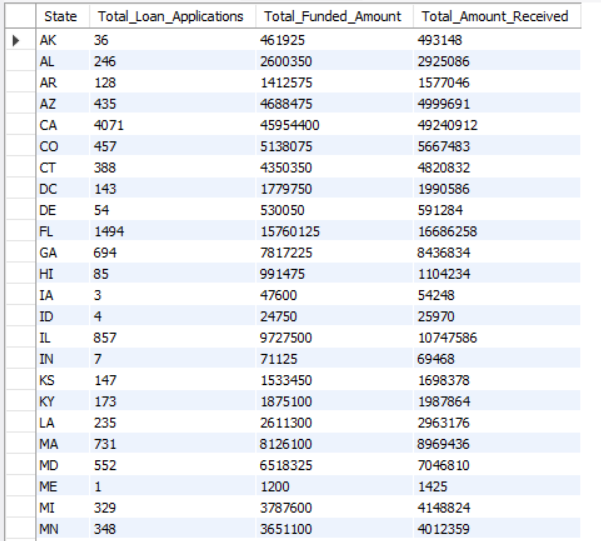 State Total_Loan_Applications Total_Funded_Amount Total_Amount_Received
AK 36 461925 493148
AL 246 2600350 2925086
AR 128 1412575 1577046
AZ 435 4688475 4999691
CA 4071 45954400 49240912
CO 457 5138075 5667483
CT 388 4350350 4820832
DC 143 1779750 1990586
DE 54 530050 591284
FL 1494 15760125 16686258
GA 694 7817225 8436834
HI 85 991475 1104234
IA 3 47600 54248
ID 4 24750 25970
IL 857 9727500 10747586
IN 7 71125 69468
KS 147 1533450 1698378
KY 173 1875100 1987864
LA 235 2611300 2963176
MA 731 8126100 8969436
MD 552 6518325 7046810
ME 1 1200 1425
MI 329 3787600 4148824
MN 348 3651100 4012359